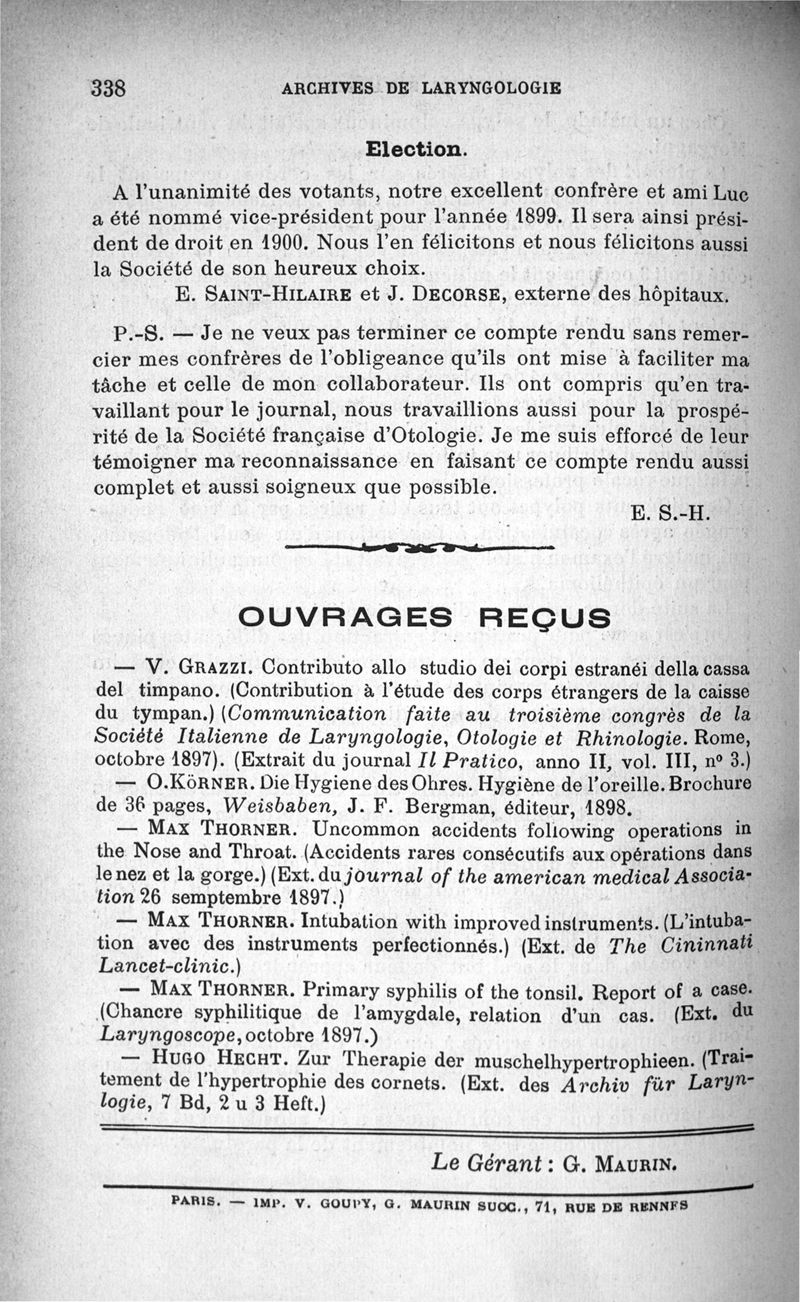 338 ARCHIVES DE LARYNGOLOGIE
Election.
A l'unanimité des votants, notre excellent confrère et ami Luc
a été nommé vice-président pour l'année 1899. Il sera ainsi prési-
dent de droit en 1900. Nous l'en félicitons et nous félicitons aussi
la Société de son heureux choix.
E. SAINT-HILAIRE et J. DECORSE, externe des hôpitaux.
P.-S. — Je ne veux pas terminer ce compte rendu sans remer-
cier mes confrères de l'obligeance qu'ils ont mise à faciliter ma
tâche et celle de mon collaborateur. Ils ont compris qu'en tra-
vaillant pour le journal, nous travaillions aussi pour la prospé-
rité de la Société française d'Otologie. Je me suis efforcé de leur
témoigner ma reconnaissance en faisant ce compte rendu aussi
complet et aussi soigneux que possible.
E. S.-H.
OUVRAGES REÇUS
— V. GRAZZI. Contributo allo studio dei corpi estranéi della cassa
del timpano. (Contribution à l'étude des corps étrangers de la caisse
du tympan.) (Communication faite au troisième congrès de la
Société Italienne de Laryngologie, Otologie et Rhinologie. Rome,
octobre 1897). (Extrait du journal Il Pratico, anno II, vol. III, nº 3.)
— O.KÖRNER. Die Hygiene des Ohres. Hygiène de l'oreille. Brochure
de 36 pages, Weisbaben, J. F. Bergman, éditeur, 1898.
— MAX THORNER. Uncommon accidents following operations in
the Nose and Throat. (Accidents rares consécutifs aux opérations dans
le nez et la gorge.) (Ext. du journal of the american medical Associa-
tion 26 semptembre 1897.)
— MAX THORNER. Intubation with improved instruments. (L'intuba-
tion avec des instruments perfectionnés.) (Ext. de The Cininnati
Lancet-clinic.)
— MAX THORNER. Primary syphilis of the tonsil. Report of a case.
(Chancre syphilitique de l'amygdale, relation d'un cas. (Ext. du
Laryngoscope, octobre 1897.)
— HUGO HECHT. Zur Therapie der muschelhypertrophieen. (Trai-
tement de l'hypertrophie des cornets. (Ext. des Archiv für Laryn-
logie, 7 Bd, 2 u 3 Heft.)
Le Gérant : G. MAURIN.
PARIS. — IMP. V. GOUPY, G. MAURIN SUCC., 71, RUE DE RENNES